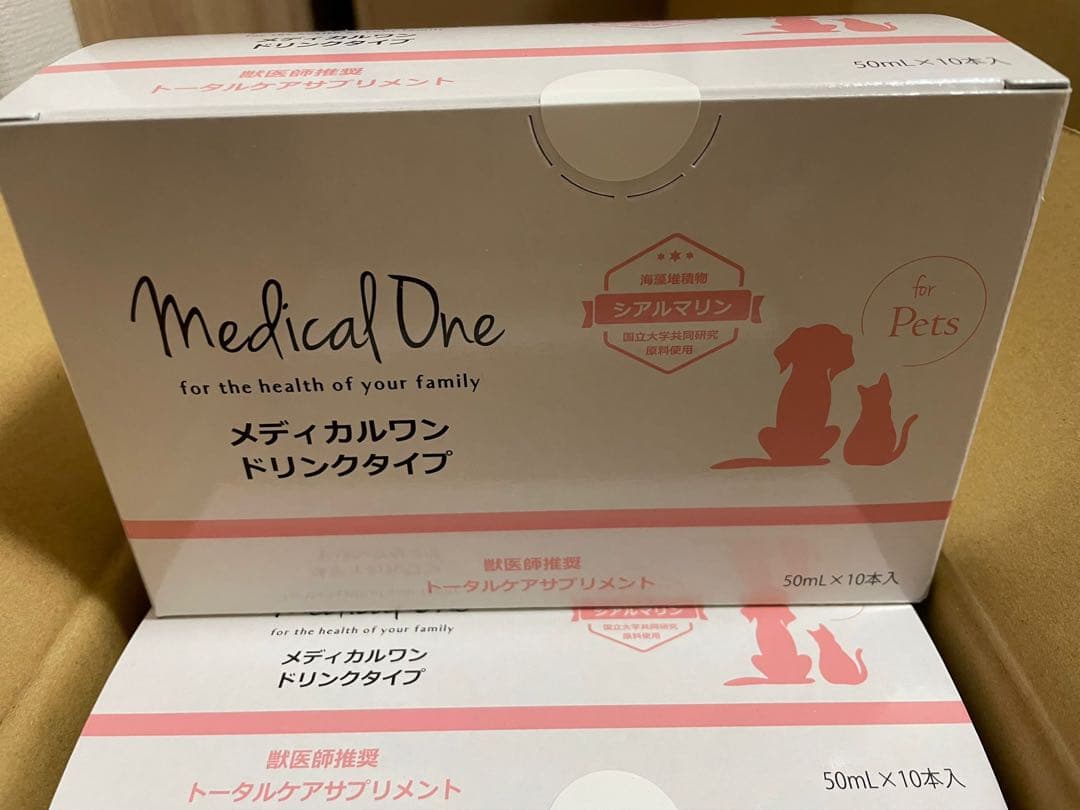 メディカルワン
ドリンクタイプ
獣医師推奨
トータルケアサプリメント
50mL×10本入
海藻堆積物
シアルマリン
国立大学共同研究
原料使用
for
Pets
Medical One
for the health of your family
メディカルワン
ドリンクタイプ
獣医師推奨
トータルケアサプリメント
50mL×10本入
Medical One
for the health of your family
シアルマリン
国立大学共同研究
原料使用
メディカルワン
ドリンクタイプ
獣医師推奨
トータルケアサプリメント
50mL×10本入